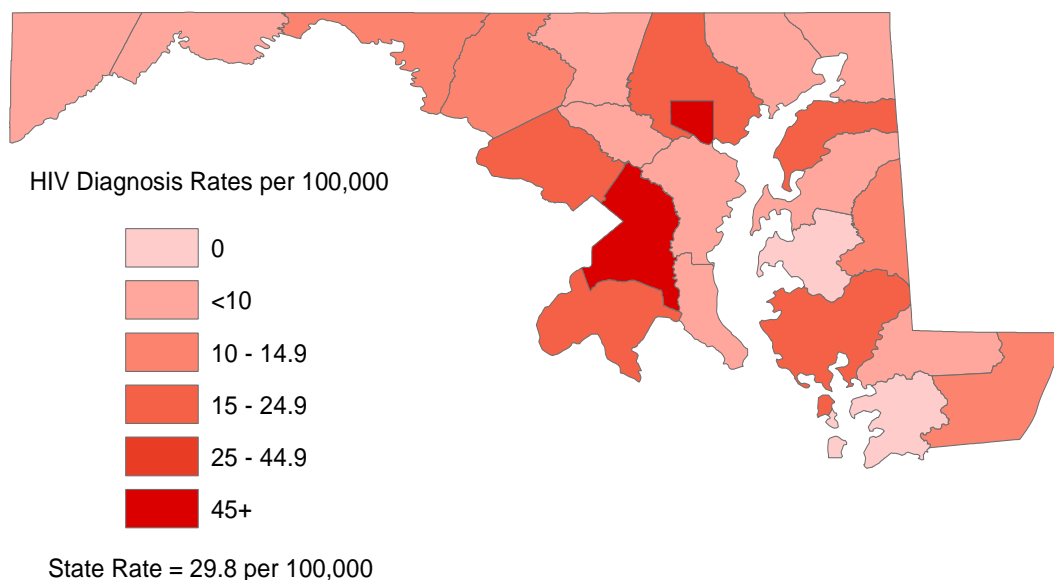 HIV Diagnosis Rates per 100,000
0
<10
10 - 14.9
15 - 24.9
25 - 44.9
45+
State Rate = 29.8 per 100,000